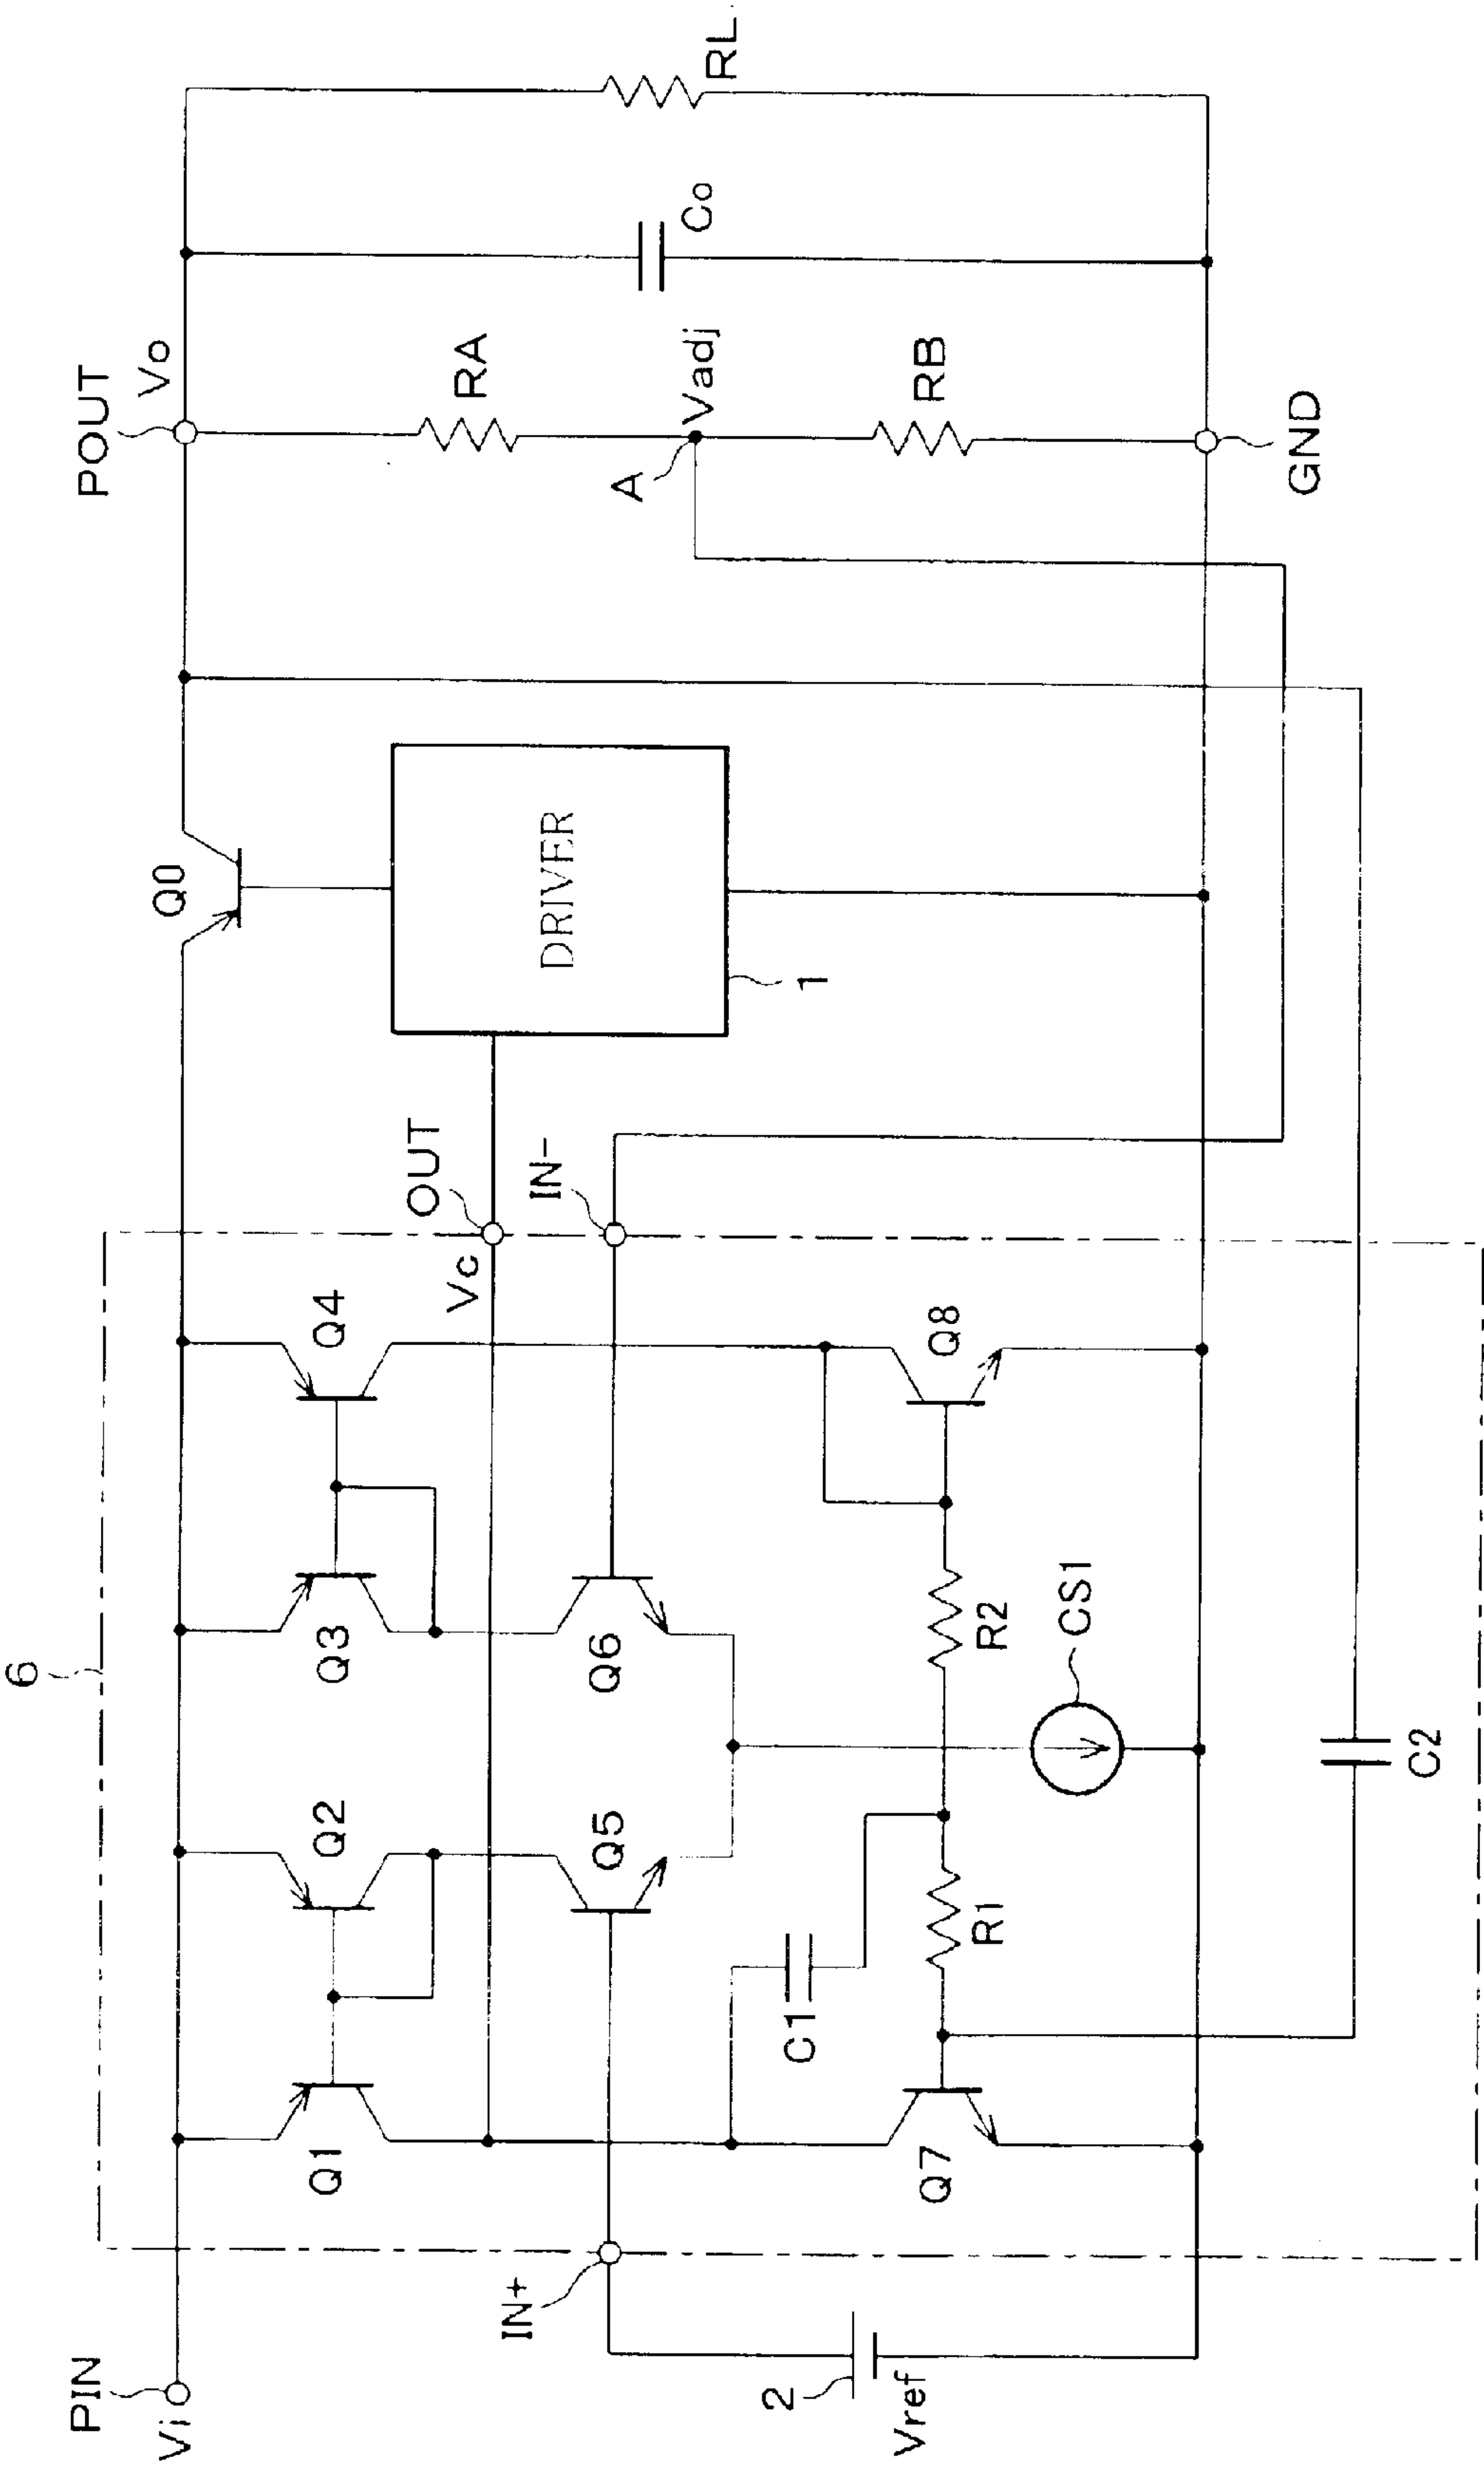 6
PIN
Vi
Q1
Q2
Q3
Q4
Q0
POUT
Vo
OUT
Vc
IN-
IN+
Q5
Q6
DRIVER
1
RA
A
Vadj
RB
Co
RL
C1
R1
R2
Q7
Q8
CS1
2
Vref
GND
C2